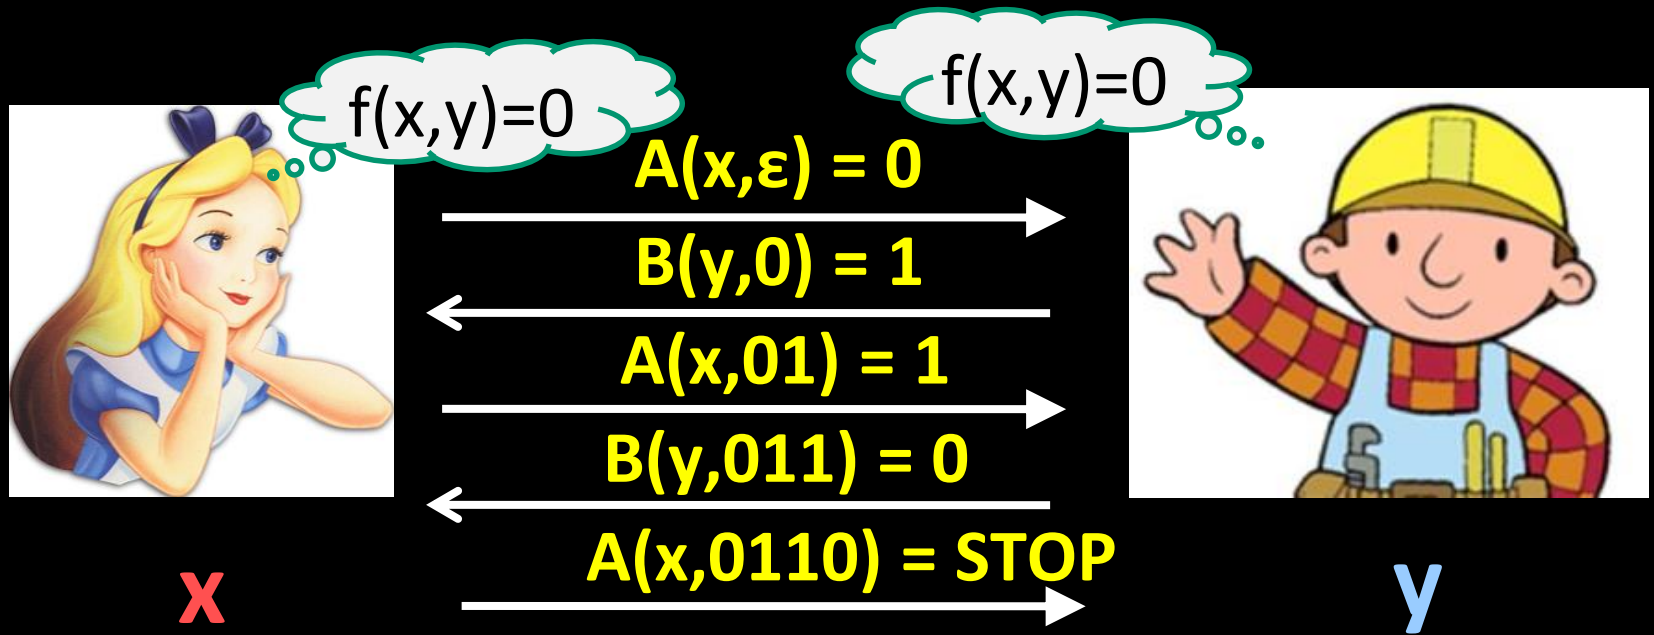 f(x,y)=0
f(x,y)=0
A(x,ε) = 0
B(y,0) = 1
A(x,01) = 1
B(y,011) = 0
A(x,0110) = STOP
x
y